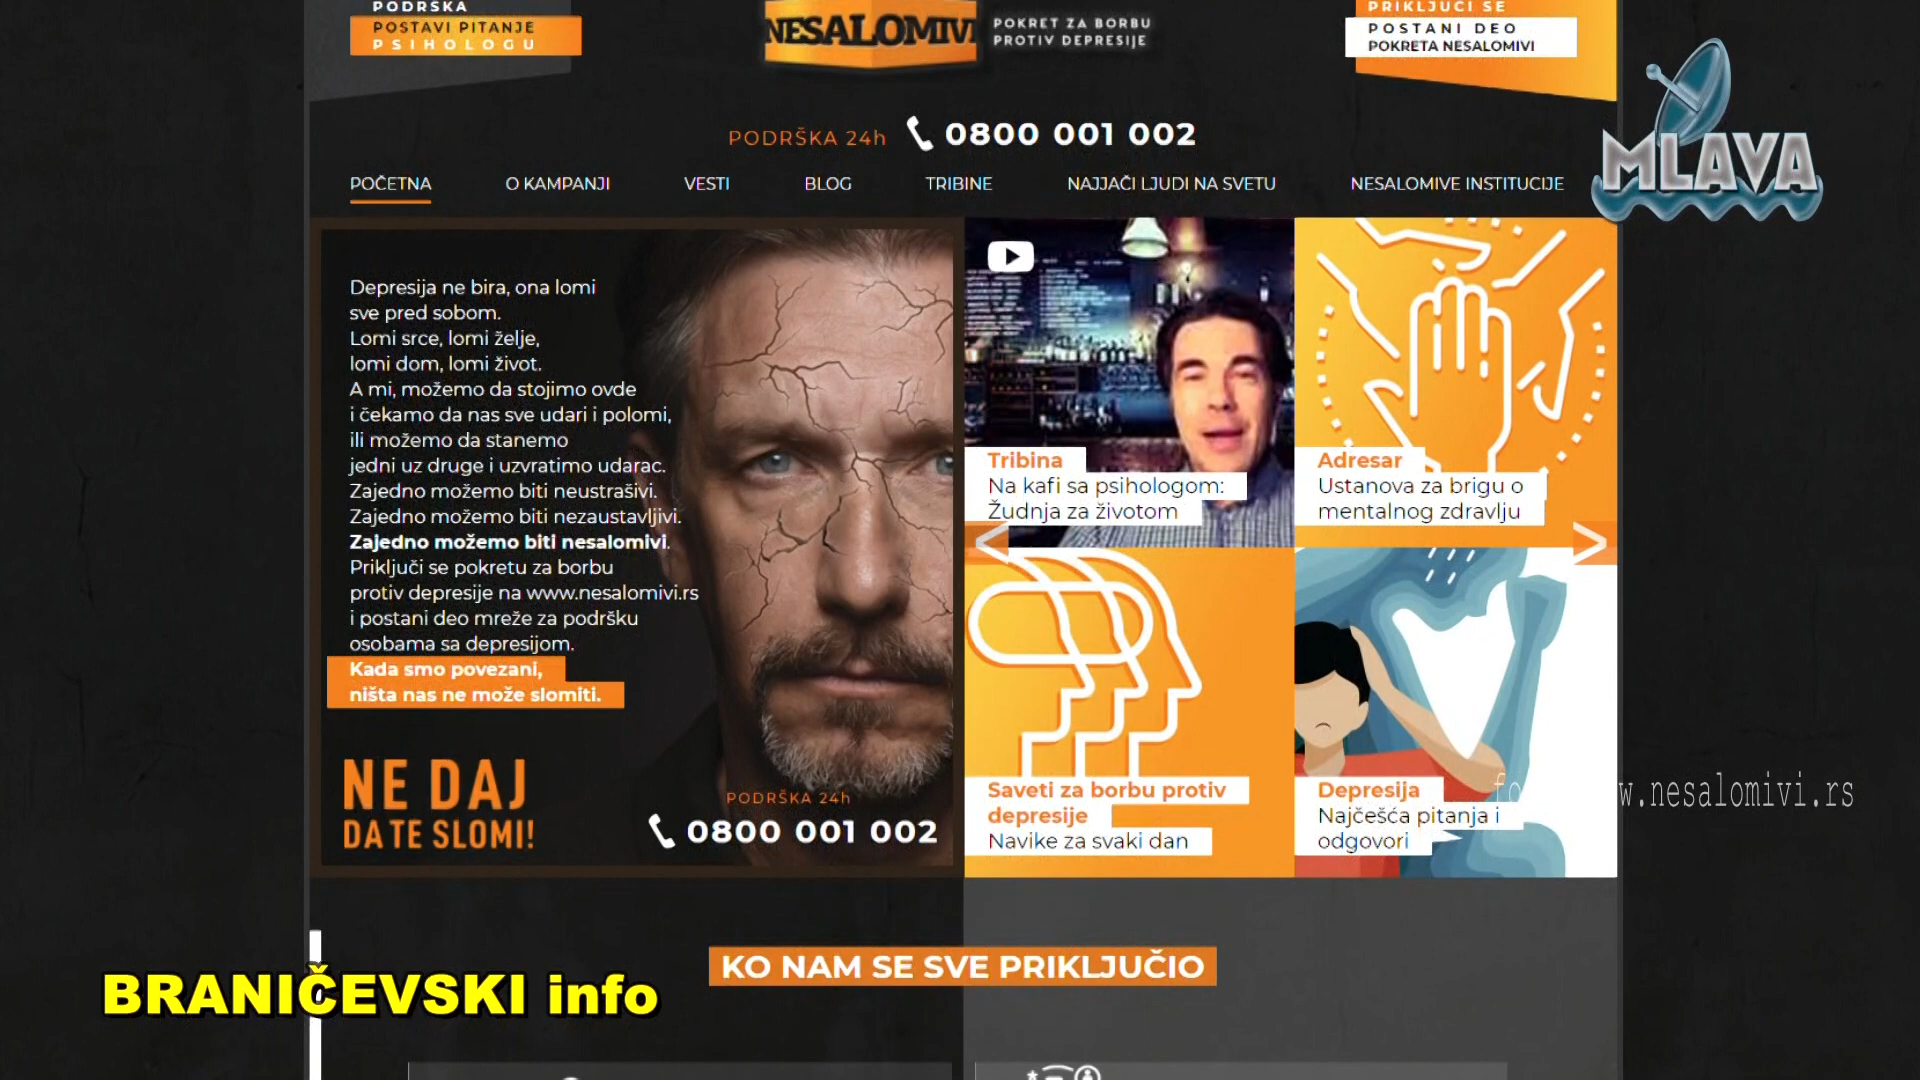 PODRŠKA
POSTAVI PITANJE
PSIHOLOGU
NESALOMIVI
POKRET ZA BORBU
PROTIV DEPRESIJE
PRIKLJUČI SE
POSTANI DEO
POKRETA NESALOMIVI
MLAVA
PODRŠKA 24h 0800 001 002
POČETNA O KAMPANJI VESTI BLOG TRIBINE NAJJAČI LJUDI NA SVETU NESALOMIVE INSTITUCIJE
Depresija ne bira, ona lomi
sve pred sobom.
Lomi srce, lomi želje,
lomi dom, lomi život.
A mi, možemo da stojimo ovde
i čekamo da nas sve udari i polomi,
ili možemo da stanemo
jedni uz druge i uzvratimo udarac.
Zajedno možemo biti neustrašivi.
Zajedno možemo biti nezaustavljivi.
Zajedno možemo biti nesalomivi.
Priključi se pokretu za borbu
protiv depresije na www.nesalomivi.rs
i postani deo mreže za podršku
osobama sa depresijom.
Kada smo povezani,
ništa nas ne može slomiti.
NE DAJ
DA TE SLOMI!
PODRŠKA 24h
0800 001 002
Tribina
Na kafi sa psihologom:
Žudnja za životom
Adresar
Ustanova za brigu o
mentalnog zdravlju
Saveti za borbu protiv
depresije
Navike za svaki dan
Depresija
Najčešća pitanja i
odgovori
w.nesalomivi.rs
KO NAM SE SVE PRIKLJUČIO
BRANIČEVSKI info